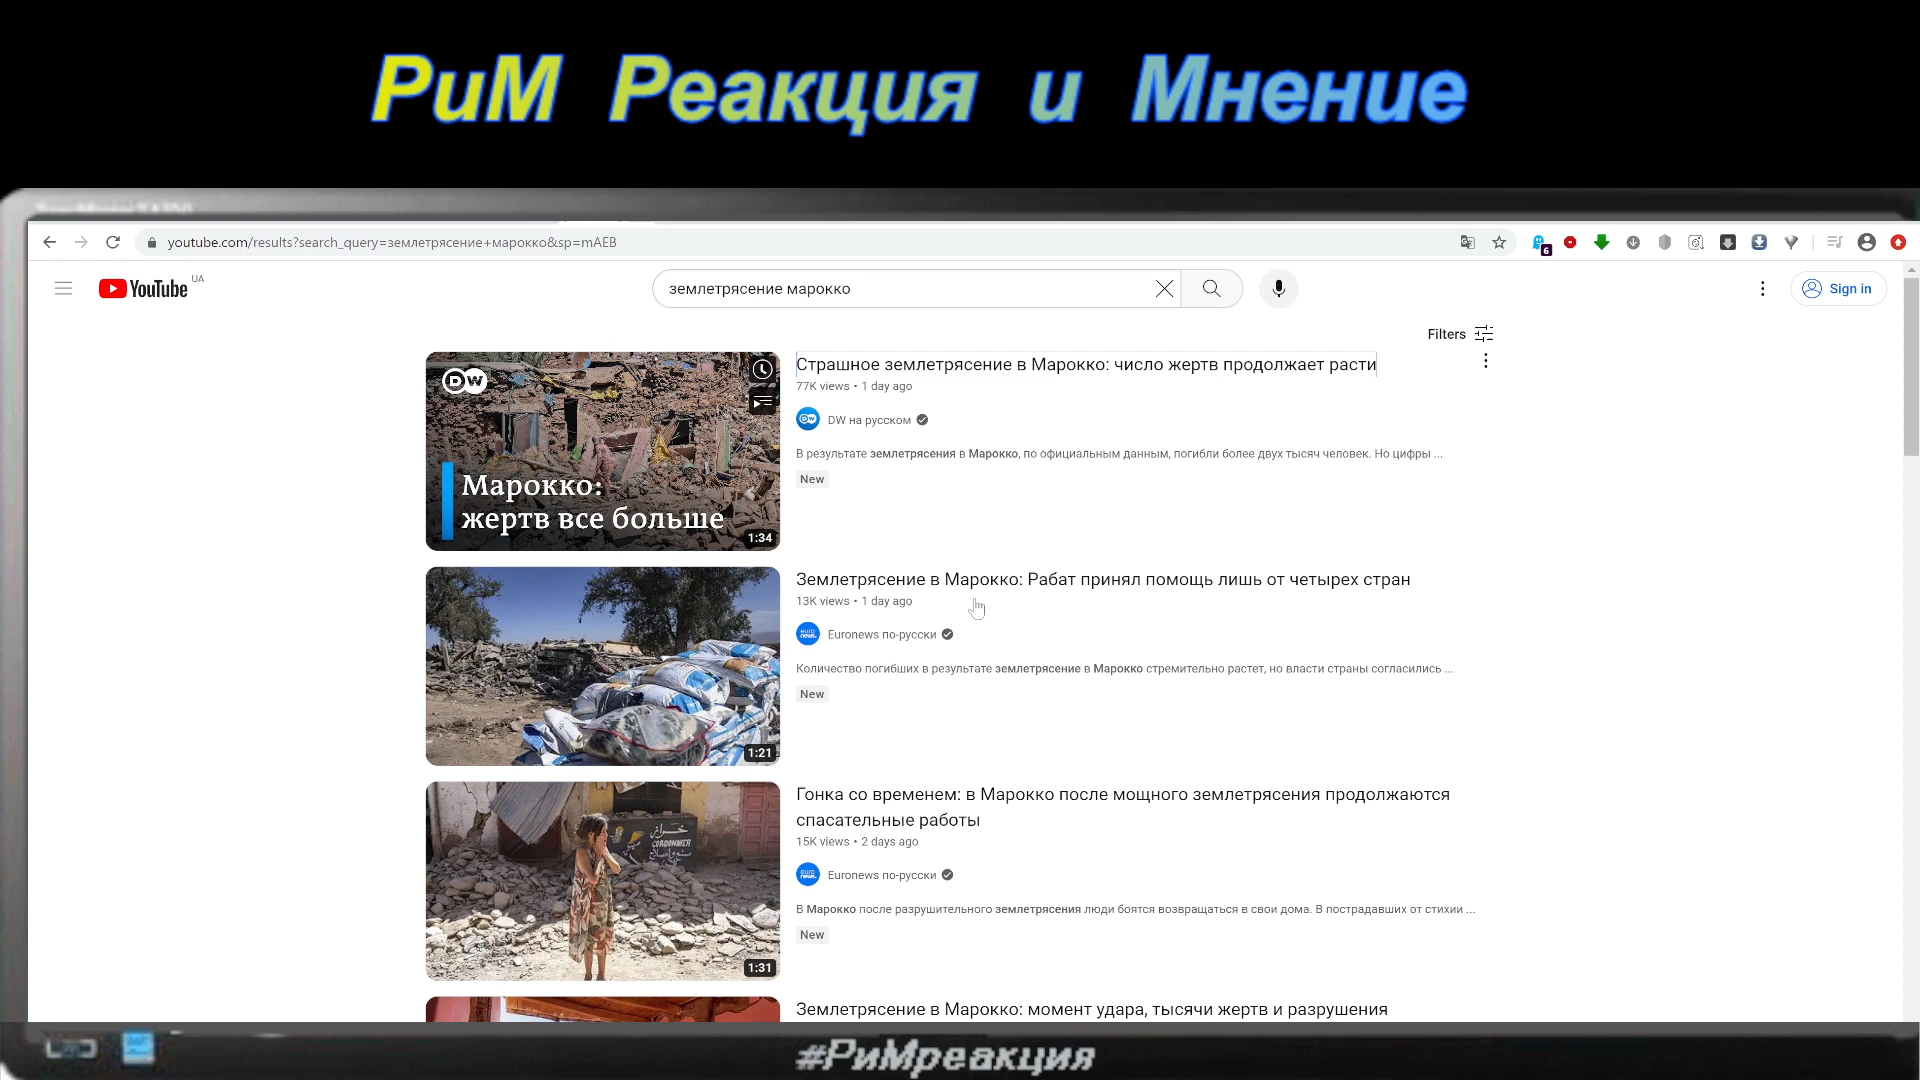 РиМ Реакция и Мнение
youtube.com/results?search_query=землетрясение+марокко&sp=mAEB
6
YouTube UA
землетрясение марокко
Sign in
Filters
DW
Марокко:
жертв все больше
1:34
Страшное землетрясение в Марокко: число жертв продолжает расти
77K views • 1 day ago
DW на русском
В результате землетрясения в Марокко, по официальным данным, погибли более двух тысяч человек. Но цифры ...
New
1:21
Землетрясение в Марокко: Рабат принял помощь лишь от четырех стран
13K views • 1 day ago
euro news.
Euronews по-русски
Количество погибших в результате землетрясение в Марокко стремительно растет, но власти страны согласились ...
New
خراز
CORDONNIER
1:31
Гонка со временем: в Марокко после мощного землетрясения продолжаются
спасательные работы
15K views • 2 days ago
euro news.
Euronews по-русски
В Марокко после разрушительного землетрясения люди боятся возвращаться в свои дома. В пострадавших от стихии ...
New
Землетрясение в Марокко: момент удара, тысячи жертв и разрушения
#РиМреакция